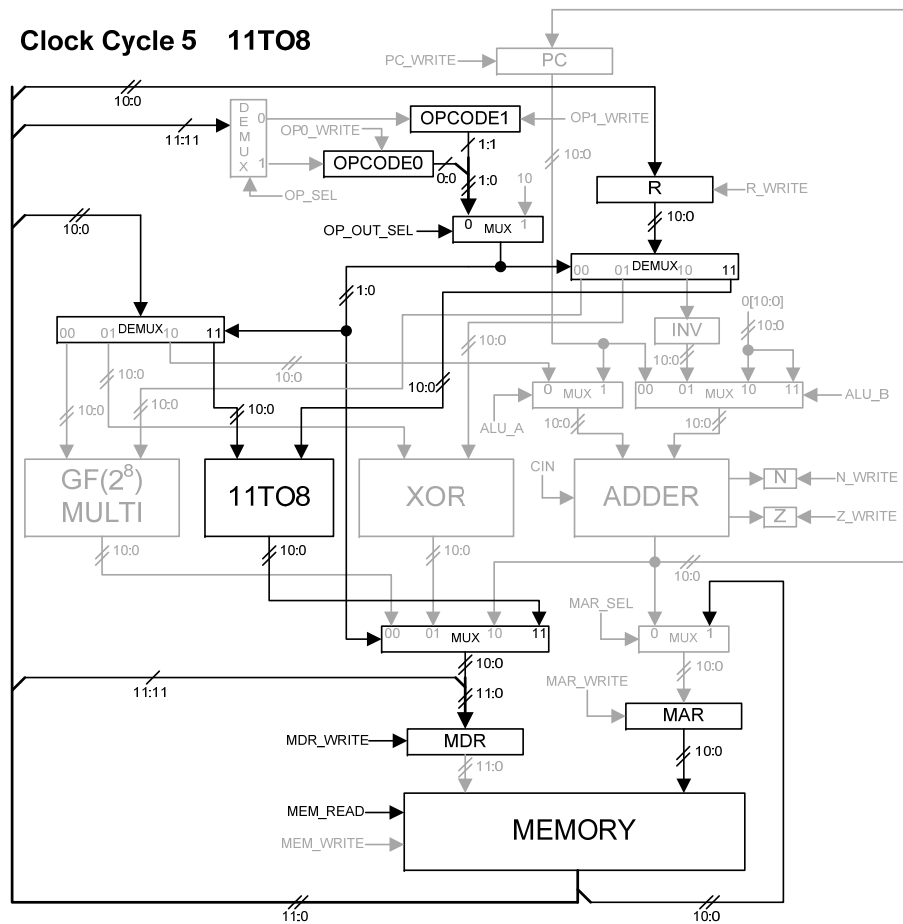 Clock Cycle 5 11TO8
PC_WRITE
PC
10:0
11:11
DEMUX
0
1
OP0_WRITE
OPCODE1
OP1_WRITE
1:1
OPCODE0
0:0
1:0
10
10:0
OP_SEL
R
R_WRITE
10:0
10:0
OP_OUT_SEL
0 MUX 1
00 01 10 11
DEMUX
1:0
0[10:0]
10:0
INV
00 01 10 11
DEMUX
10:0
10:0
10:0
10:0
10:0
0 MUX 1
00 01 10 11
MUX
ALU_A
ALU_B
10:0
10:0
10:0
10:0
10:0
GF(2⁸)
MULTI
11TO8
XOR
CIN
ADDER
N
N_WRITE
Z
Z_WRITE
10:0
10:0
10:0
10:0
MAR_SEL
00 01 10 11
MUX
0 MUX 1
10:0
10:0
11:11
11:0
MAR_WRITE
MAR
MDR_WRITE
MDR
11:0
10:0
MEM_READ
MEM_WRITE
MEMORY
11:0
10:0